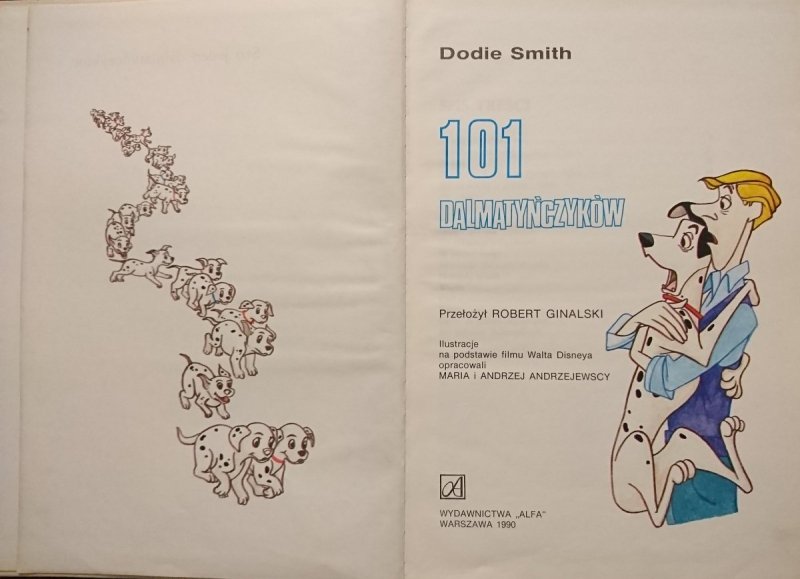 Dodie Smith
101
DALMATYŃCZYKÓW
Przełożył ROBERT GINALSKI
Ilustracje
na podstawie filmu Walta Disneya
opracowali
MARIA i ANDRZEJ ANDRZEJEWSCY
WYDAWNICTWA „ALFA"
WARSZAWA 1990